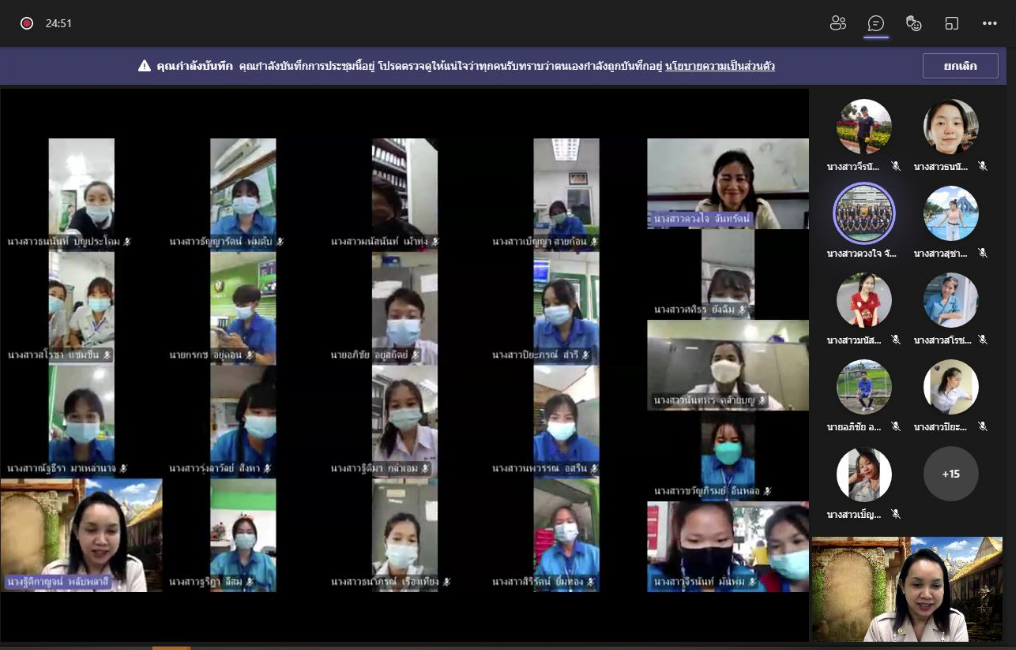 24:51
คุณกำลังบันทึก คุณกำลังบันทึกการประชุมนี้อยู่ โปรดตรวจดูให้แน่ใจว่าทุกคนรับทราบว่าตนเองกำลังถูกบันทึกอยู่ นโยบายความเป็นส่วนตัว
ยกเลิก
นางสาวธนนันท์ บุญประโฉม
นางสาวธัญญารัตน์ พุ่มดับ
นางสาวมนัสนันท์ เผ่าทุ่ง
นางสาวเบ็ญญา สายก้อน
นางสาวดวงใจ จันทรัตน์
นางสาวศศิธร ยังฉิม
นางสาวสโรชา แซ่มชื่น
นายกรกช อยู่ดอน
นายอภิชัย อยู่สถิตย์
นางสาวปิยะภรณ์ สำรี
นางสาวนันทพร คล้ายบุญ
นางสาวณัฐธีรา มาเหล่านาจ
นางสาวรุ่งลาวัลย์ สิงหา
นางสาวฐิติมา กล่ำเอม
นางสาวนพวรรณ อสรีน
นางสาวขวัญภิรมย์ อินหลอ
นางฐิติกาญจน์ พลับพลาสี
นางสาวฐริฎา อิสม
นางสาวธนาภรณ์ เรือเที่ยง
นางสาวสิริรัตน์ ยิ้มทอง
นางสาวจุีรนันท์ มั่นพุ่ม
นางสาวจีรนั...
นางสาวธนนั...
นางสาวดวงใจ จั...
นางสาวสุชา...
นางสาวมนัส...
นางสาวสโรช...
นายอภิชัย อ...
นางสาวปิยะ...
+15
นางสาวเบ็ญ...